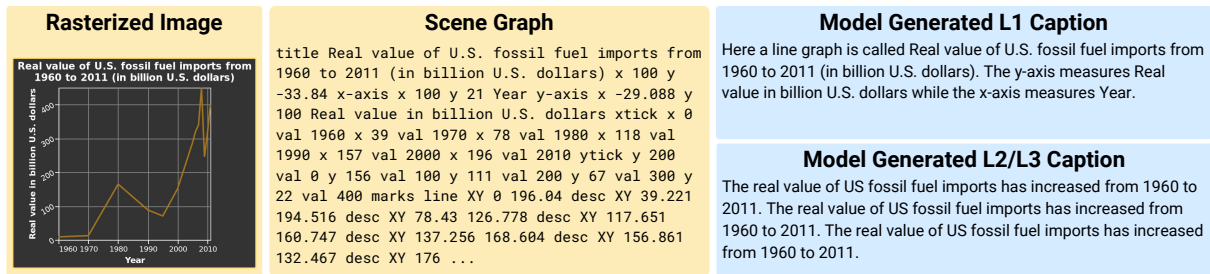 Rasterized Image
Real value of U.S. fossil fuel imports from
1960 to 2011 (in billion U.S. dollars)
Real value in billion U.S. dollars
400
300
200
100
0
1960 1970 1980 1990 2000 2010
Year
Scene Graph
title Real value of U.S. fossil fuel imports from
1960 to 2011 (in billion U.S. dollars) x 100 y
-33.84 x-axis x 100 y 21 Year y-axis x -29.088 y
100 Real value in billion U.S. dollars xtick x 0
val 1960 x 39 val 1970 x 78 val 1980 x 118 val
1990 x 157 val 2000 x 196 val 2010 ytick y 200
val 0 y 156 val 100 y 111 val 200 y 67 val 300 y
22 val 400 marks line XY 0 196.04 desc XY 39.221
194.516 desc XY 78.43 126.778 desc XY 117.651
160.747 desc XY 137.256 168.604 desc XY 156.861
132.467 desc XY 176 ...
Model Generated L1 Caption
Here a line graph is called Real value of U.S. fossil fuel imports from
1960 to 2011 (in billion U.S. dollars). The y-axis measures Real
value in billion U.S. dollars while the x-axis measures Year.
Model Generated L2/L3 Caption
The real value of US fossil fuel imports has increased from 1960 to
2011. The real value of US fossil fuel imports has increased from
1960 to 2011. The real value of US fossil fuel imports has increased
from 1960 to 2011.